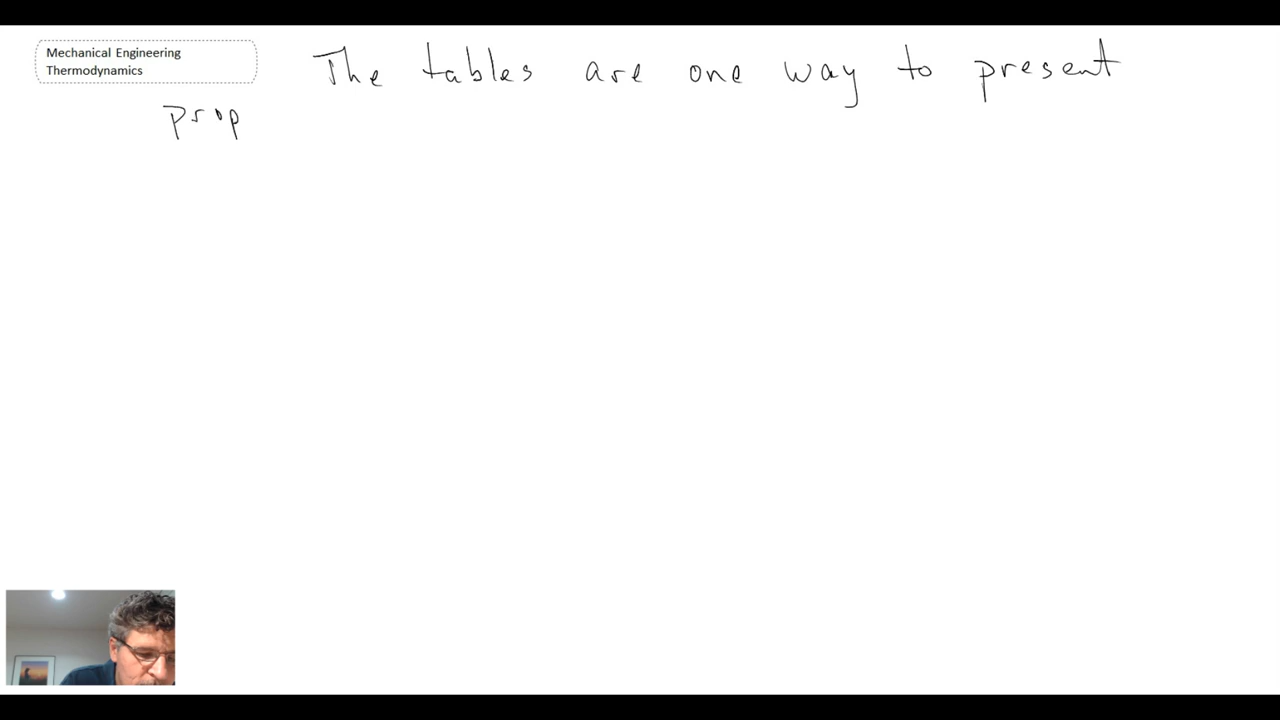 Mechanical Engineering
Thermodynamics
The tables are one way to present
prop